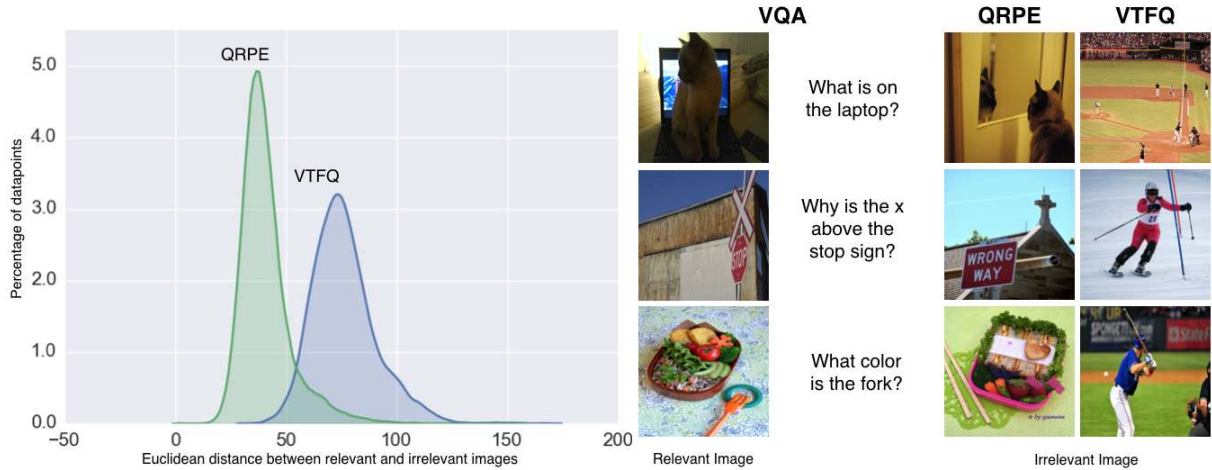 QRPE
VTFQ
5.0
4.0
3.0
2.0
1.0
0.0
−50
0
50
100
150
200
Percentage of datapoints
Euclidean distance between relevant and irrelevant images
VQA
QRPE
VTFQ
What is on
the laptop?
Why is the x
above the
stop sign?
STOP
WRONG
WAY
What color
is the fork?
Relevant Image
Irrelevant Image